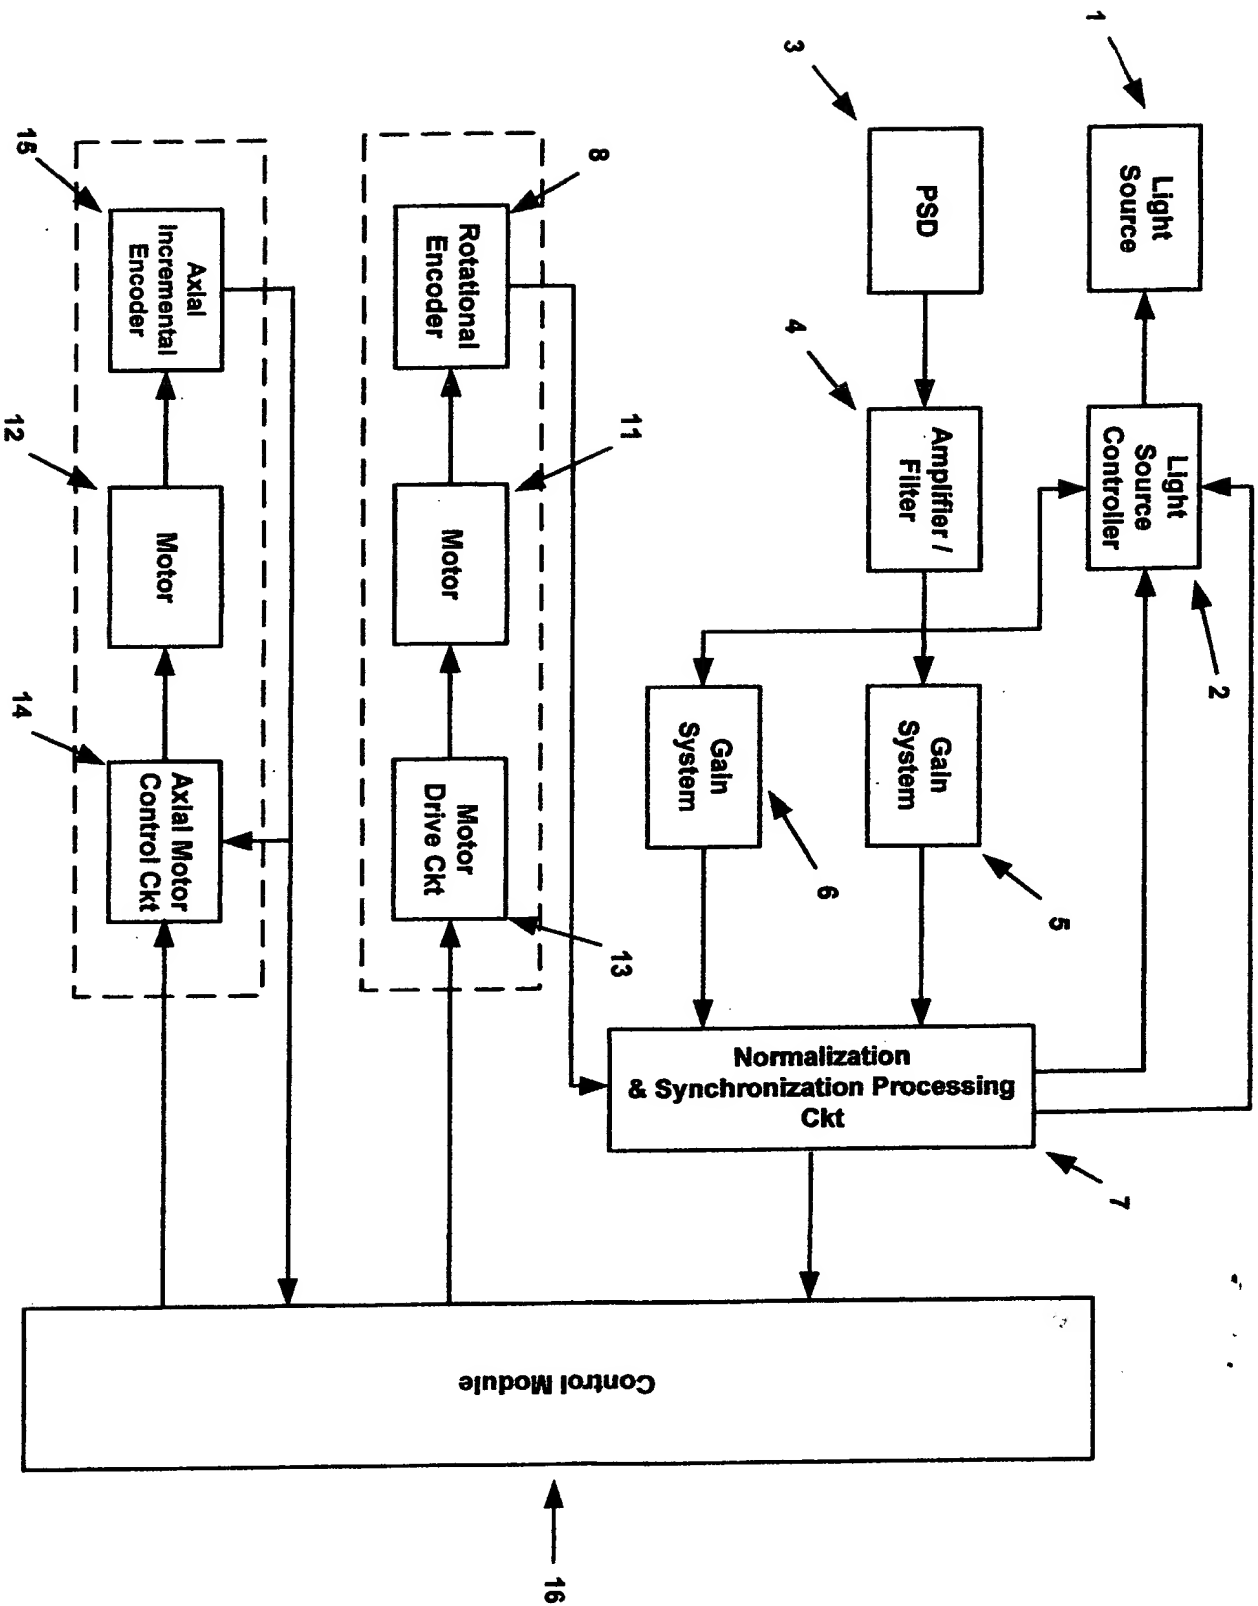 1
Light
Source
Light
Source
Controller
2
3
PSD
4
Amplifier /
Filter
Gain
System
5
Gain
System
6
Normalization
& Synchronization Processing
Ckt
7
8
Rotational
Encoder
11
Motor
Motor
Drive Ckt
13
15
Axial
Incremental
Encoder
12
Motor
14
Axial Motor
Control Ckt
Control Module
16